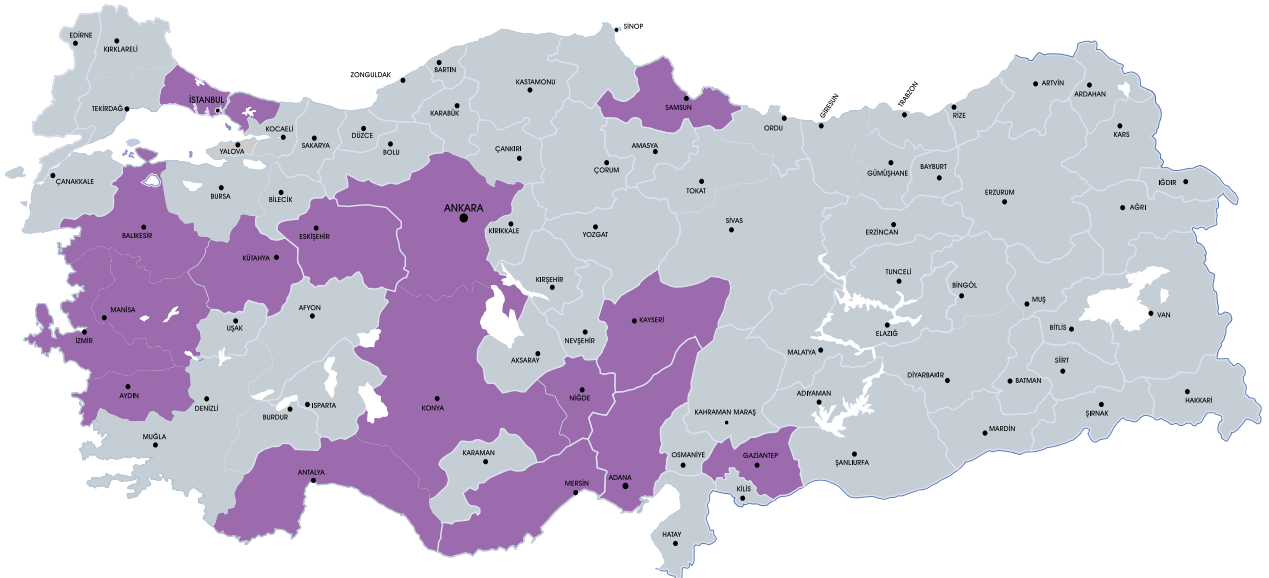 SİNOP
EDİRNE
KIRKLARELİ
BARTIN
ZONGULDAK
KASTAMONU
ARTVİN
ARDAHAN
İSTANBUL
TEKİRDAĞ
KARABÜK
SAMSUN
GİRESUN
TRABZON
RİZE
KOCAELİ
SAKARYA
DÜZCE
BOLU
ORDU
KARS
YALOVA
ÇANKIRI
AMASYA
ÇORUM
BAYBURT
GÜMÜŞHANE
ÇANAKKALE
BURSA
BİLECİK
TOKAT
ERZURUM
IĞDIR
ANKARA
AĞRI
BALIKESİR
ESKİŞEHİR
KIRIKKALE
YOZGAT
SİVAS
ERZİNCAN
KÜTAHYA
KIRŞEHİR
TUNCELİ
BİNGÖL
MANİSA
AFYON
MUŞ
VAN
UŞAK
KAYSERİ
BİTLİS
İZMİR
NEVŞEHİR
ELAZIĞ
AKSARAY
MALATYA
SİİRT
DİYARBAKIR
BATMAN
AYDIN
NİĞDE
ADIYAMAN
HAKKARİ
DENİZLİ
BURDUR
ISPARTA
KONYA
KAHRAMAN MARAŞ
ŞIRNAK
MARDİN
MUĞLA
KARAMAN
OSMANİYE
GAZİANTEP
ŞANLIURFA
ANTALYA
MERSİN
ADANA
KİLİS
HATAY